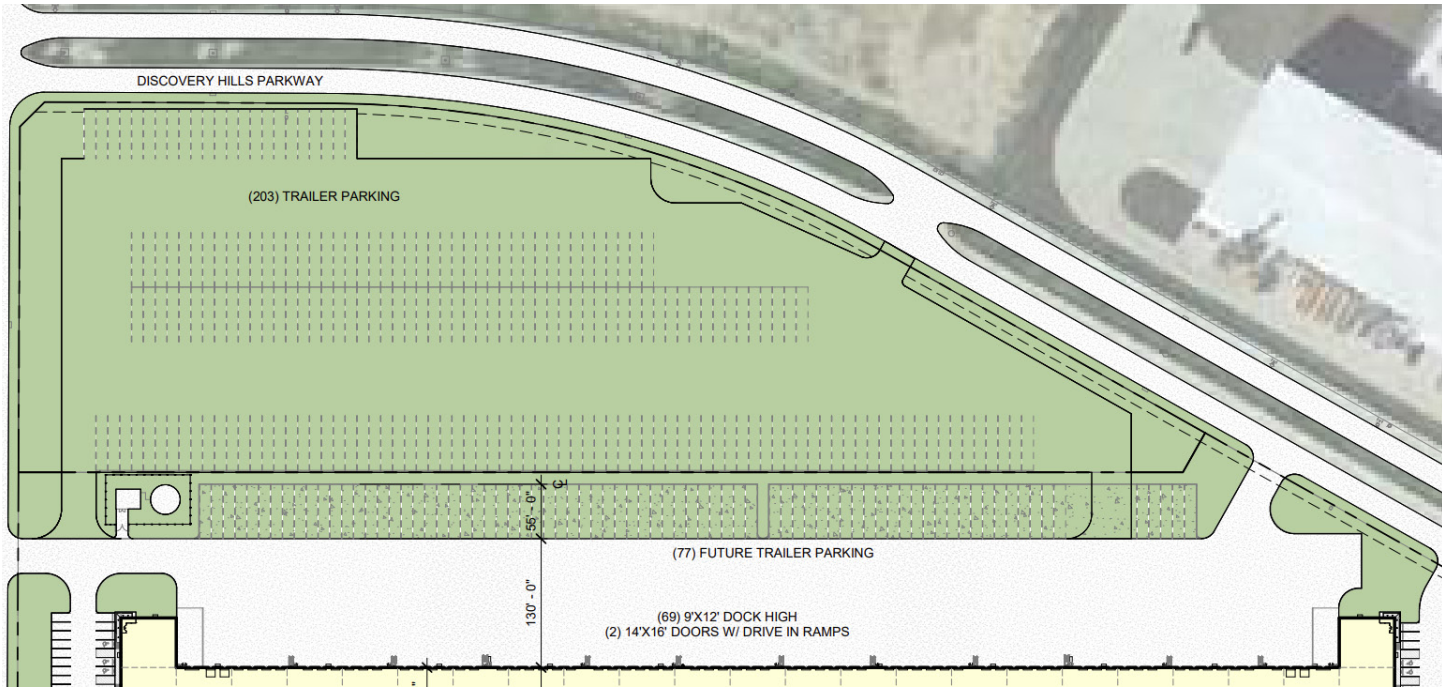 DISCOVERY HILLS PARKWAY
(203) TRAILER PARKING
55' - 0"
(77) FUTURE TRAILER PARKING
130' - 0"
(69) 9'X12' DOCK HIGH
(2) 14'X16' DOORS W/ DRIVE IN RAMPS